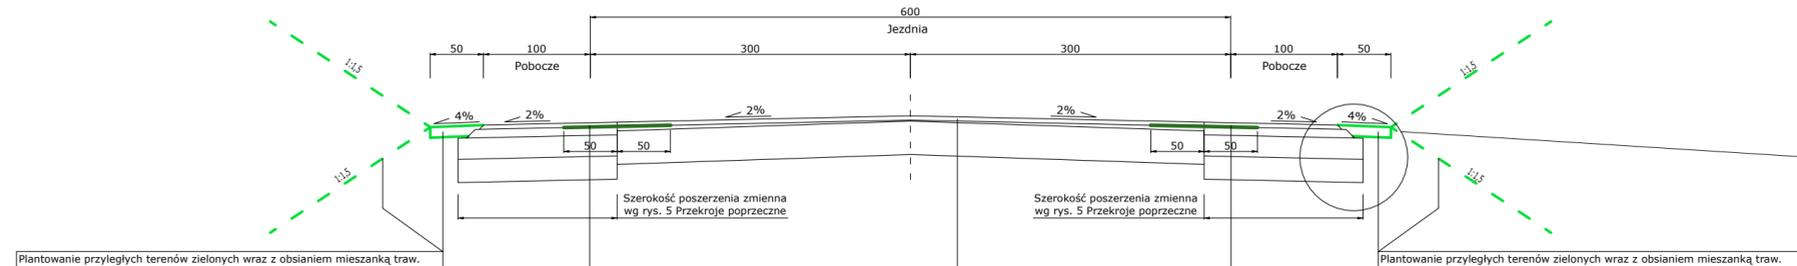 600
Jezdnia
50 100 300 300 100 50
Pobocze Pobocze
1:1,5 1:1,5
4% 2% 2% 2% 2% 4%
50 50 50 50
1:1,5 1:1,5
Szerokość poszerzenia zmienna
wg rys. 5 Przekroje poprzeczne
Szerokość poszerzenia zmienna
wg rys. 5 Przekroje poprzeczne
Plantowanie przyległych terenów zielonych wraz z obsianiem mieszanką traw.
Plantowanie przyległych terenów zielonych wraz z obsianiem mieszanką traw.